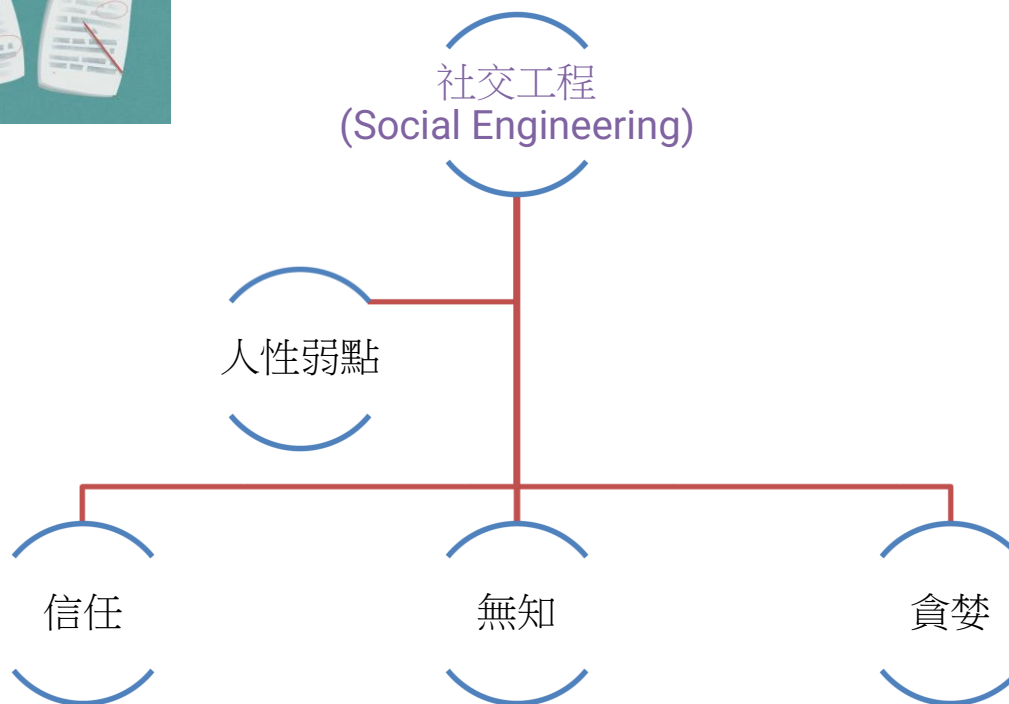 社交工程
(Social Engineering)
人性弱點
信任
無知
貪婪